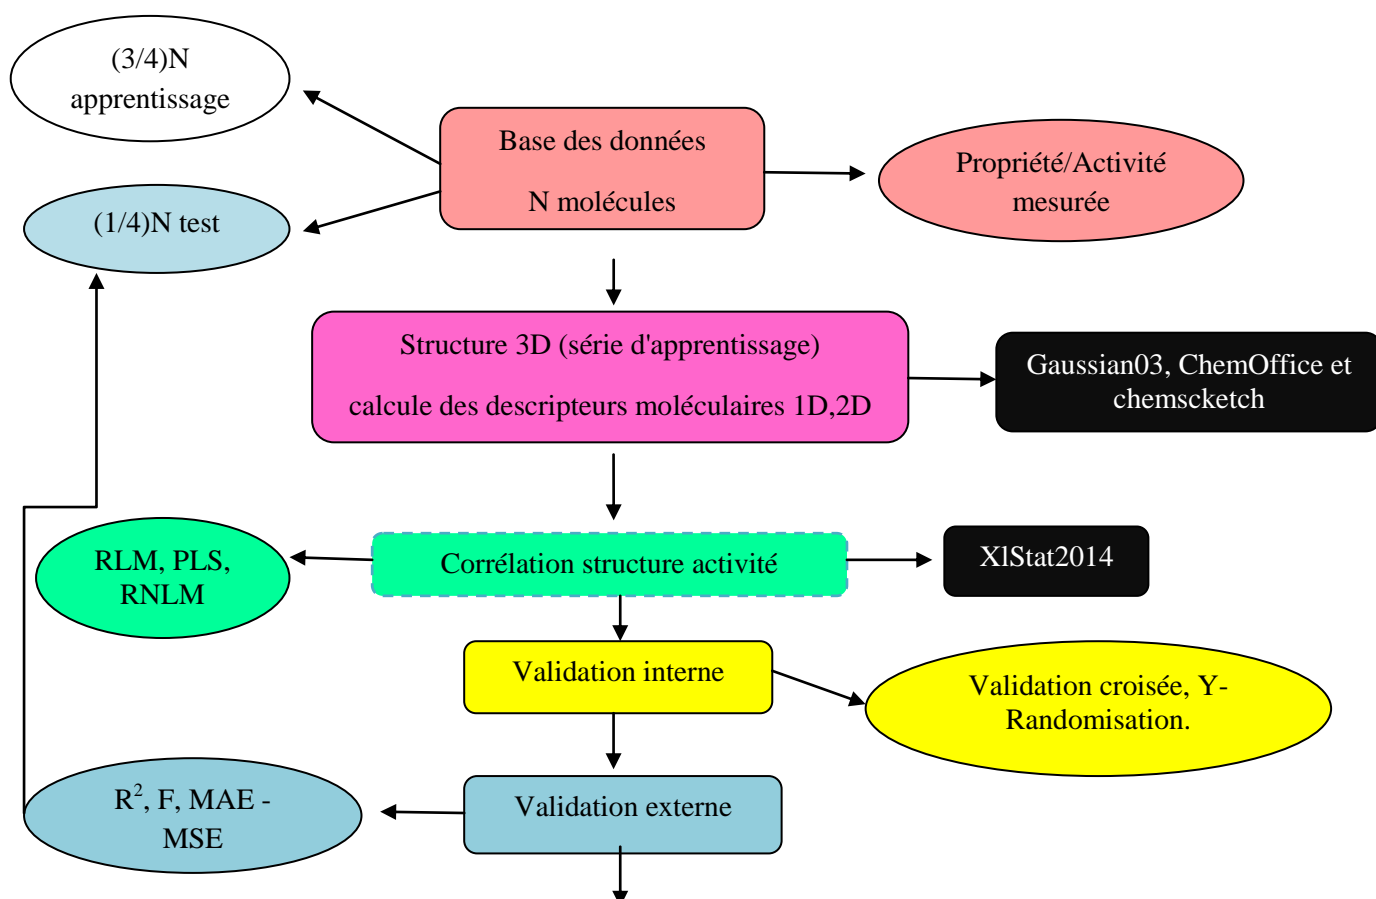 (3/4)N
apprentissage
Base des données
N molécules
Propriété/Activité
mesurée
(1/4)N test
Structure 3D (série d'apprentissage)
calcule des descripteurs moléculaires 1D,2D
Gaussian03, ChemOffice et
chemscketch
RLM, PLS,
RNLM
Corrélation structure activité
XlStat2014
Validation interne
Validation croisée, Y-
Randomisation.
R², F, MAE -
MSE
Validation externe